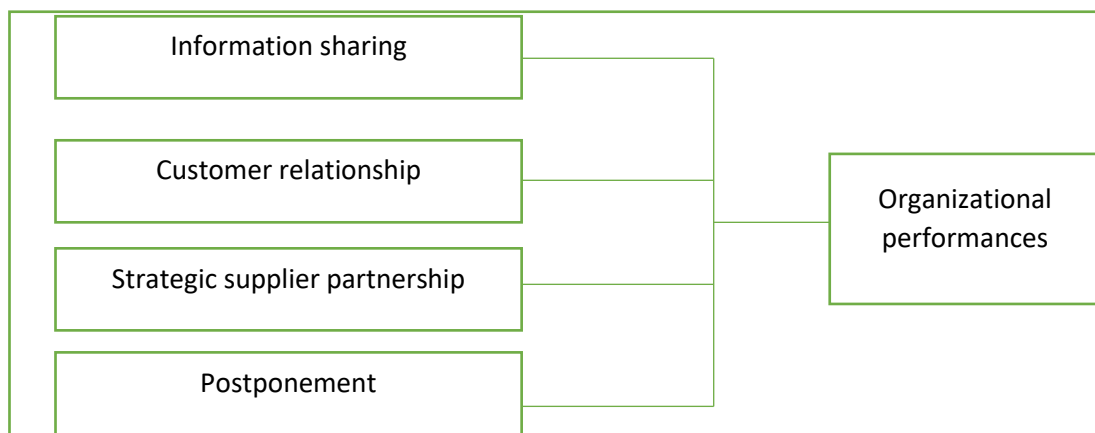 Information sharing
Customer relationship
Strategic supplier partnership
Postponement
Organizational
performances